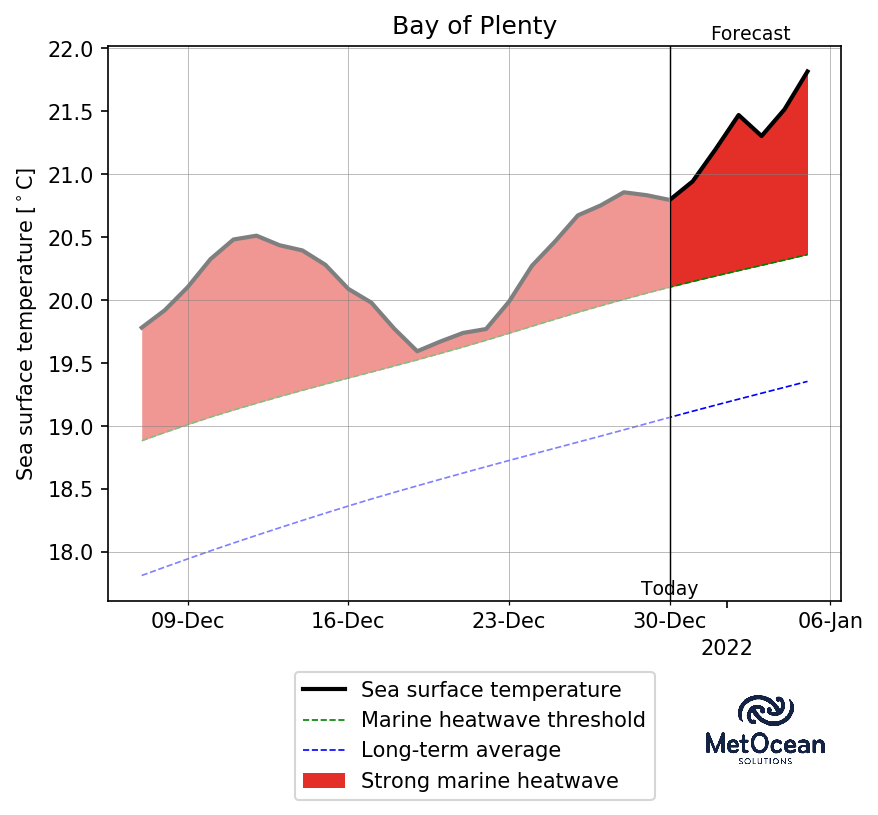 Bay of Plenty
Forecast
Sea surface temperature [°C]
22.0
21.5
21.0
20.5
20.0
19.5
19.0
18.5
18.0
Today
09-Dec 16-Dec 23-Dec 30-Dec 06-Jan
2022
Sea surface temperature
Marine heatwave threshold
Long-term average
Strong marine heatwave
MetOcean
SOLUTIONS